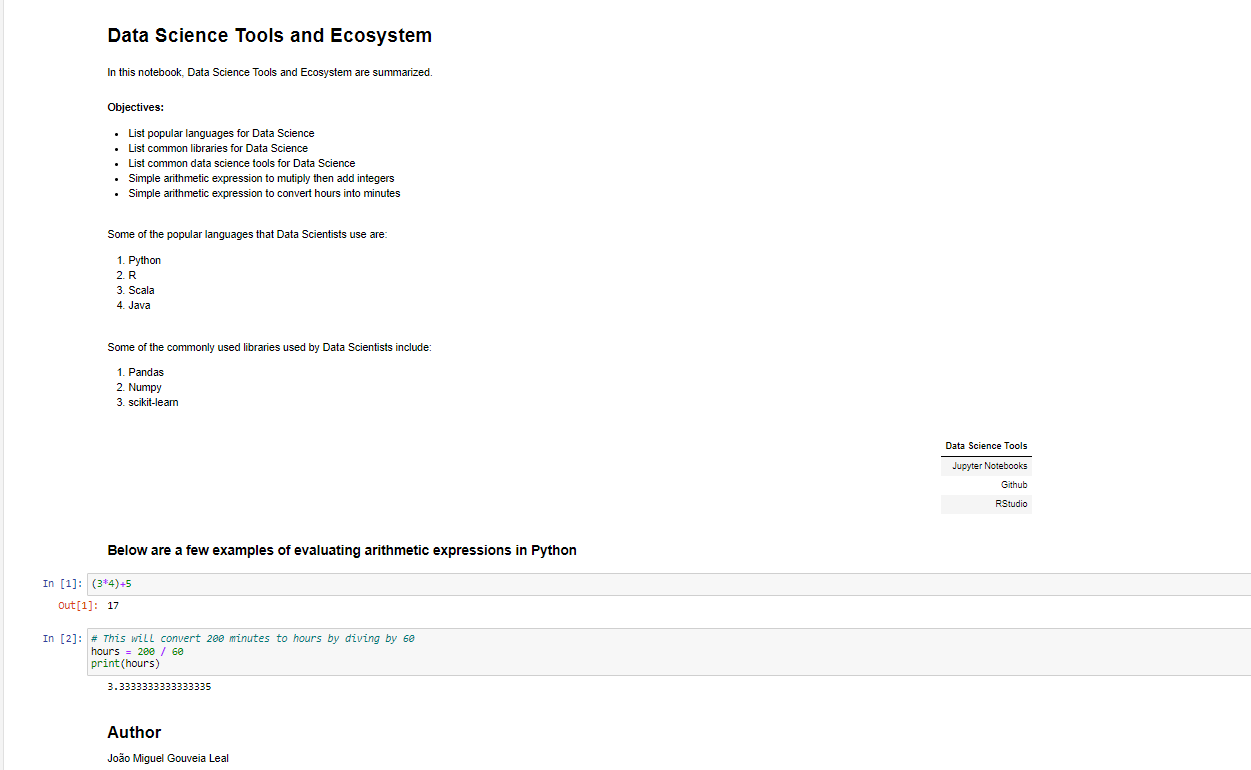 Data Science Tools and Ecosystem
In this notebook, Data Science Tools and Ecosystem are summarized.
Objectives:
• List popular languages for Data Science
• List common libraries for Data Science
• List common data science tools for Data Science
• Simple arithmetic expression to mutiply then add integers
• Simple arithmetic expression to convert hours into minutes
Some of the popular languages that Data Scientists use are:
1. Python
2. R
3. Scala
4. Java
Some of the commonly used libraries used by Data Scientists include:
1. Pandas
2. Numpy
3. scikit-learn
Data Science Tools
Jupyter Notebooks
Github
RStudio
Below are a few examples of evaluating arithmetic expressions in Python
In [1]: (3*4)+5
Out[1]: 17
In [2]: # This will convert 200 minutes to hours by diving by 60
hours = 200 / 60
print(hours)
3.3333333333333335
Author
João Miguel Gouveia Leal